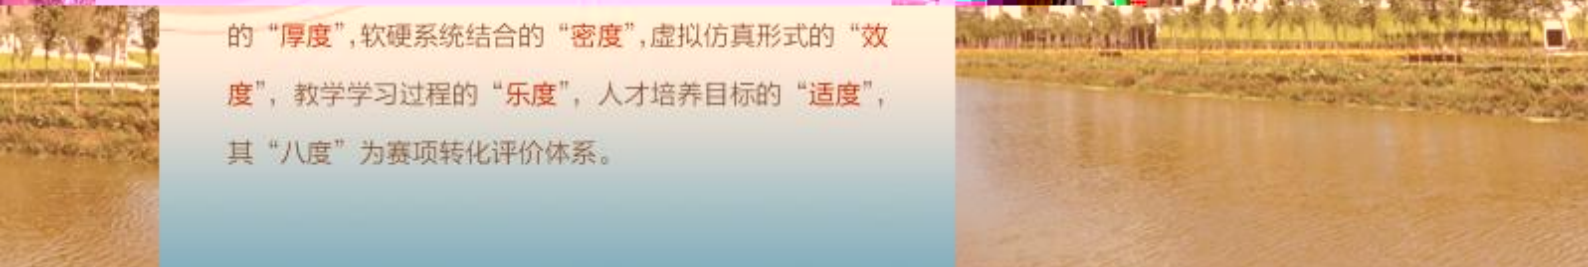 的“厚度”,软硬系统结合的“密度”,虚拟仿真形式的“效
度”，教学学习过程的“乐度”，人才培养目标的“适度”，
其“八度”为赛项转化评价体系。